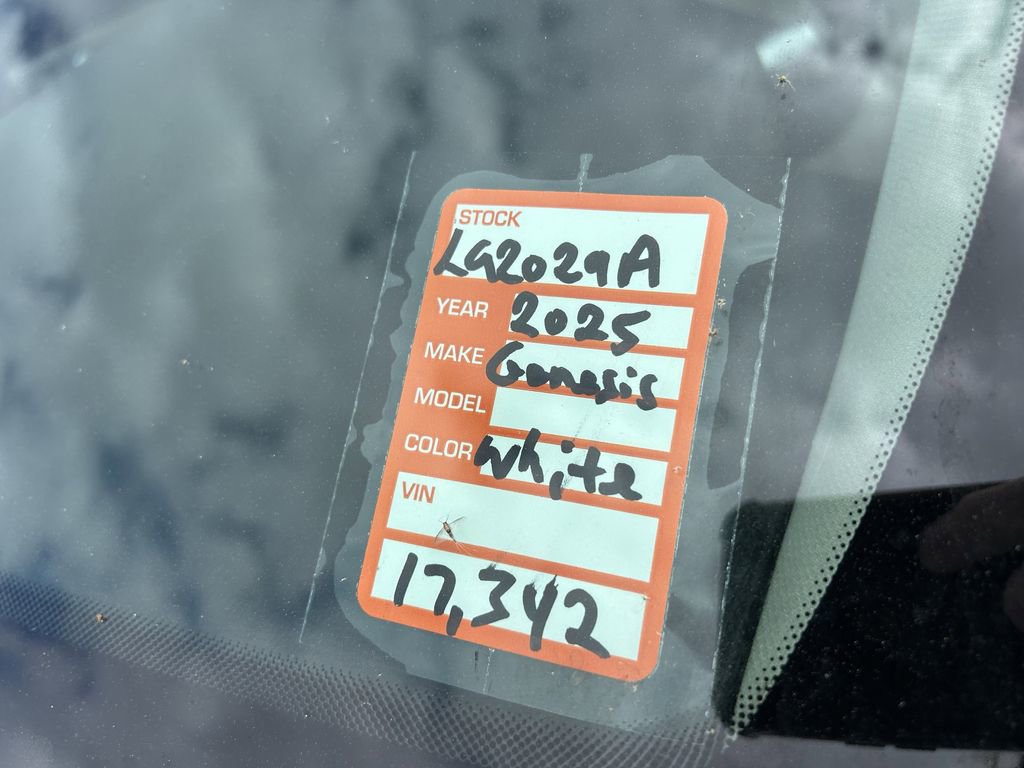 STOCK
LG2029A
YEAR 2025
MAKE Genesis
MODEL
COLOR white
VIN
17,342